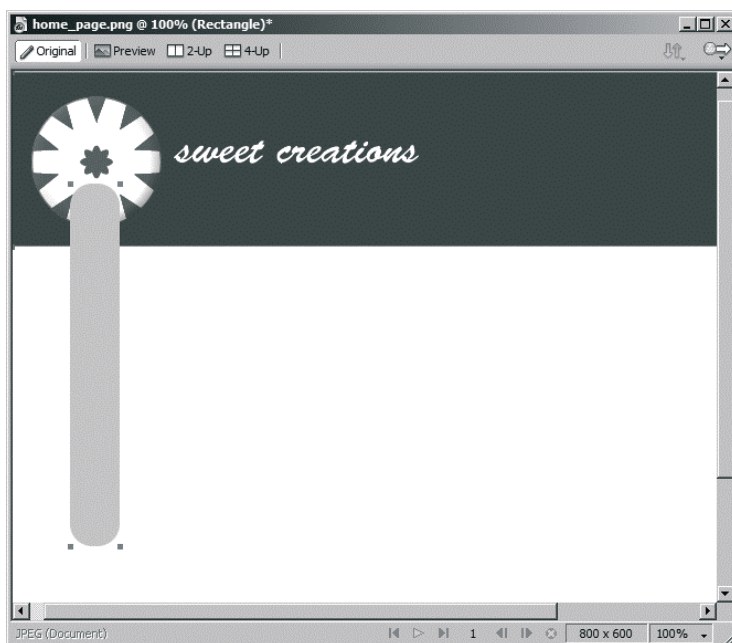 home_page.png @ 100% (Rectangle)*
Original Preview 2-Up 4-Up
sweet creations
JPEG (Document) 1 800 x 600 100%